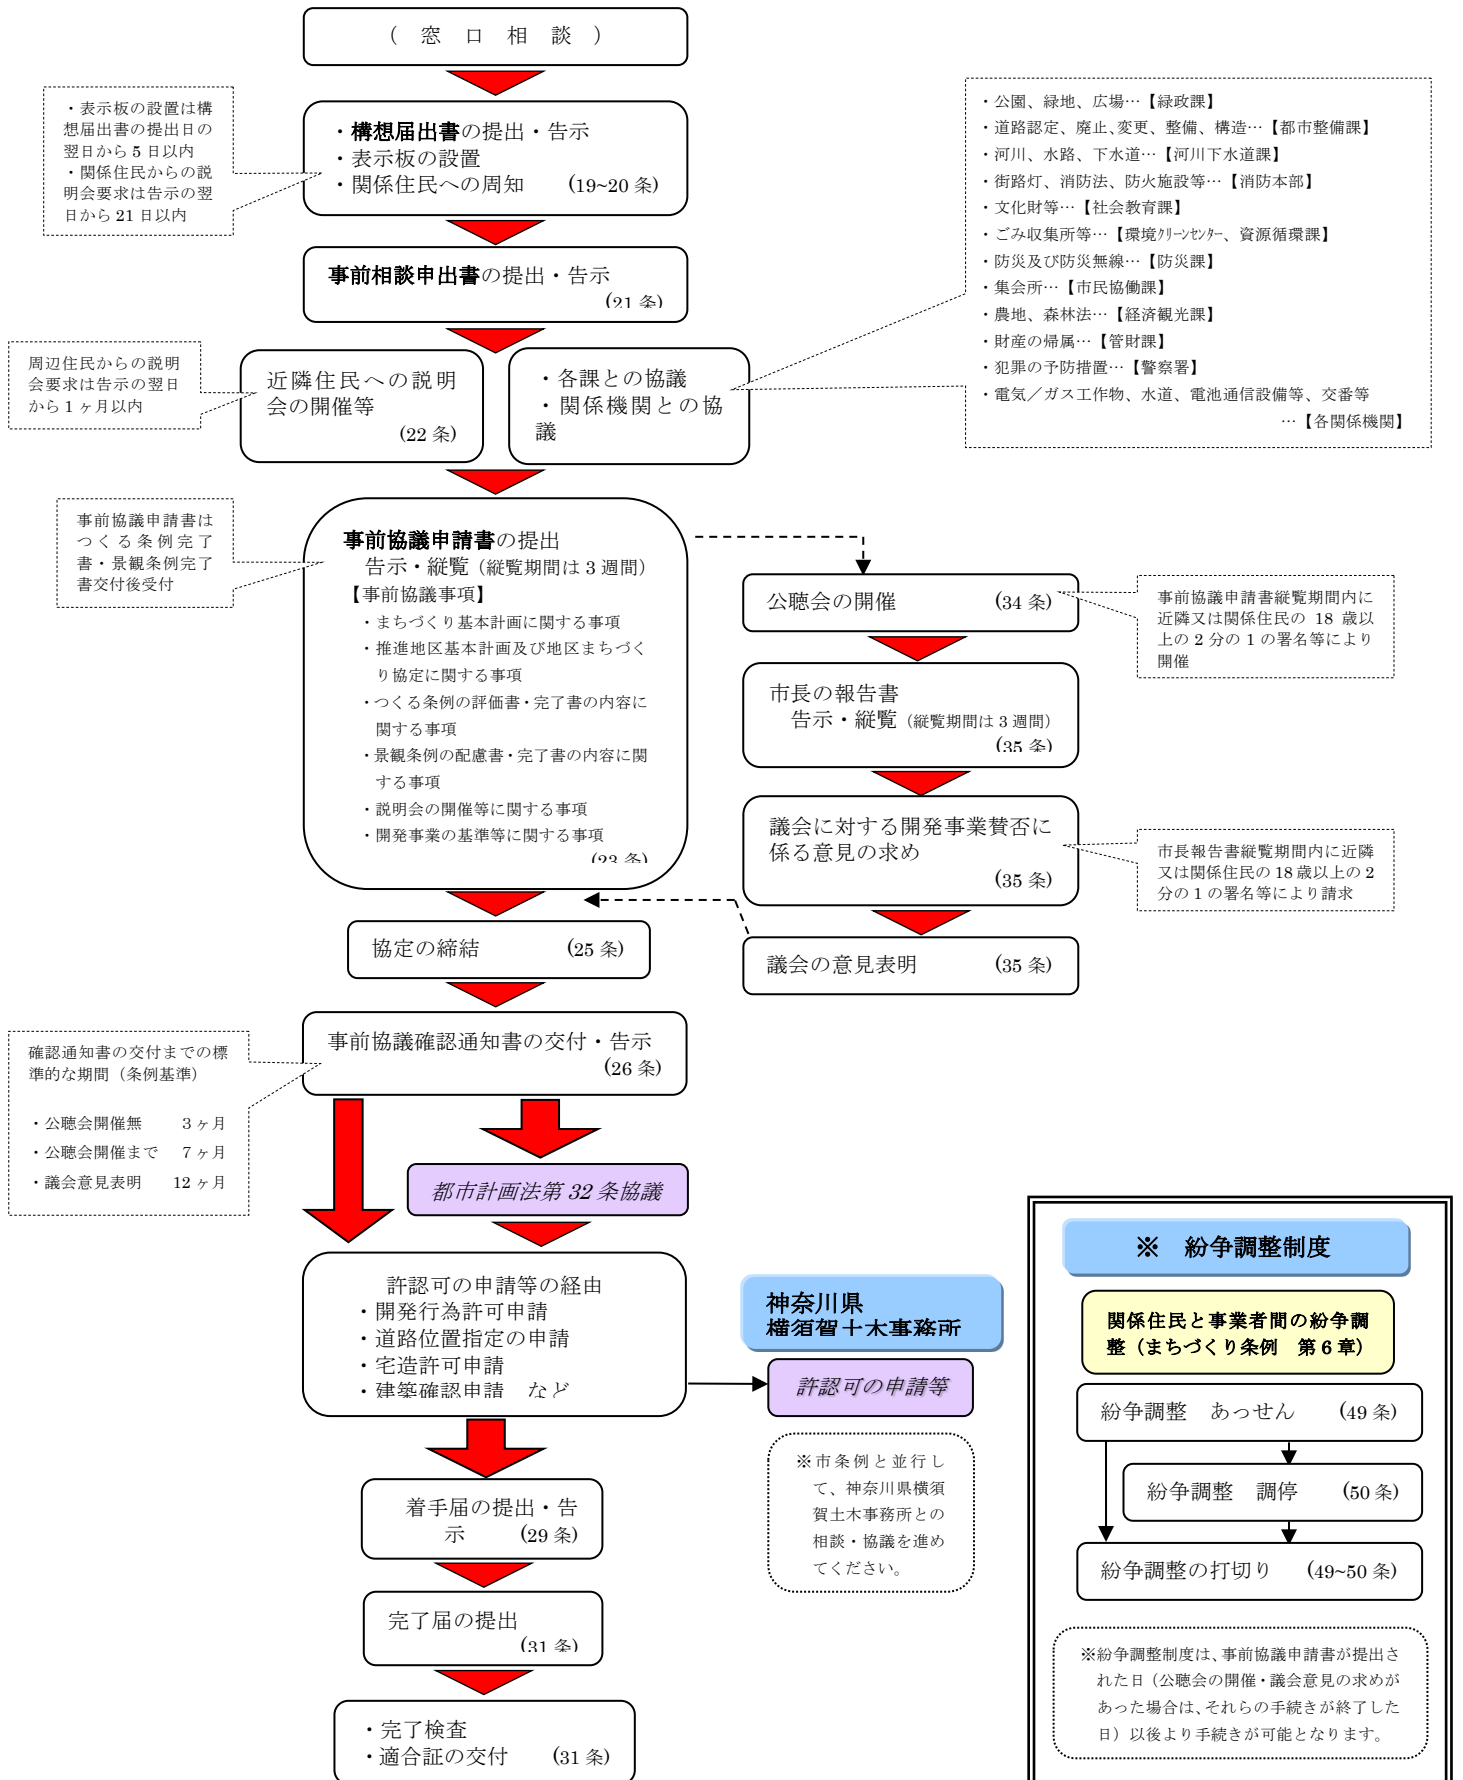 （　窓　口　相　談　）
・表示板の設置は構
想届出書の提出日の
翌日から 5 日以内
・関係住民からの説
明会要求は告示の翌
日から 21 日以内
・構想届出書の提出・告示
・表示板の設置
・関係住民への周知　　(19~20 条)
事前相談申出書の提出・告示
(21 条)
・公園、緑地、広場…【緑政課】
・道路認定、廃止、変更、整備、構造…【都市整備課】
・河川、水路、下水道…【河川下水道課】
・街路灯、消防法、防火施設等…【消防本部】
・文化財等…【社会教育課】
・ごみ収集所等…【環境ｸﾘｰﾝｾﾝﾀｰ、資源循環課】
・防災及び防災無線…【防災課】
・集会所…【市民協働課】
・農地、森林法…【経済観光課】
・財産の帰属…【管財課】
・犯罪の予防措置…【警察署】
・電気／ガス工作物、水道、電池通信設備等、交番等
…【各関係機関】
周辺住民からの説明
会要求は告示の翌日
から 1 ヶ月以内
近隣住民への説明
会の開催等
(22 条)
・各課との協議
・関係機関との協
議
事前協議申請書は
つくる条例完了
書・景観条例完了
書交付後受付
事前協議申請書の提出
告示・縦覧（縦覧期間は 3 週間）
【事前協議事項】
・まちづくり基本計画に関する事項
・推進地区基本計画及び地区まちづく
り協定に関する事項
・つくる条例の評価書・完了書の内容に
関する事項
・景観条例の配慮書・完了書の内容に関
する事項
・説明会の開催等に関する事項
・開発事業の基準等に関する事項
(23 条)
公聴会の開催　　　　(34 条)
事前協議申請書縦覧期間内に
近隣又は関係住民の 18 歳以
上の 2 分の 1 の署名等により
開催
市長の報告書
告示・縦覧（縦覧期間は 3 週間）
(35 条)
議会に対する開発事業賛否に
係る意見の求め
(35 条)
市長報告書縦覧期間内に近隣
又は関係住民の 18 歳以上の 2
分の 1 の署名等により請求
議会の意見表明　　　(35 条)
協定の締結　　　(25 条)
事前協議確認通知書の交付・告示
(26 条)
確認通知書の交付までの標
準的な期間（条例基準）
・公聴会開催無　　3 ヶ月
・公聴会開催まで　7 ヶ月
・議会意見表明　　12 ヶ月
都市計画法第 32 条協議
許認可の申請等の経由
・開発行為許可申請
・道路位置指定の申請
・宅造許可申請
・建築確認申請　など
神奈川県
横須賀土木事務所
許認可の申請等
※市条例と並行し
て、神奈川県横須
賀土木事務所との
相談・協議を進め
てください。
着手届の提出・告
示　　(29 条)
完了届の提出
(31 条)
・完了検査
・適合証の交付　　(31 条)
※　紛争調整制度
関係住民と事業者間の紛争調
整（まちづくり条例　第 6 章）
紛争調整　あっせん　　(49 条)
紛争調整　調停　　(50 条)
紛争調整の打切り　　(49~50 条)
※紛争調整制度は、事前協議申請書が提出さ
れた日（公聴会の開催・議会意見の求めが
あった場合は、それらの手続きが終了した
日）以後より手続きが可能となります。